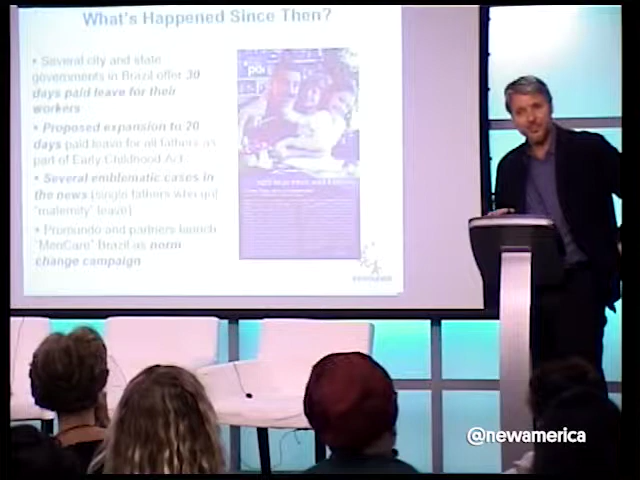 What's Happened Since Then?
• Several city and state
governments in Brazil offer 30
days paid leave for their
workers
• Proposed expansion to 20
days (paid leave for all fathers as
part of Early Childhood Act
• Several emblematic cases in
the news (single fathers who got
"maternity" leave)
• Promundo and partners launch
"MenCare" Brazil as norm
change campaign
@newamerica